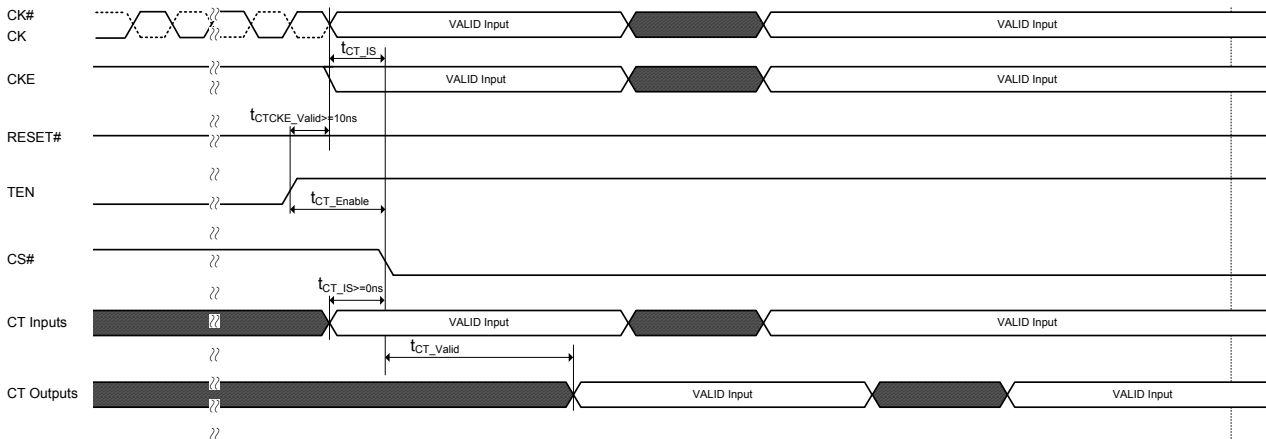 CK#
CK
VALID Input
VALID Input
tCT_IS
CKE
VALID Input
VALID Input
tCTCKE_Valid>=10ns
RESET#
TEN
tCT_Enable
CS#
tCT_IS>=0ns
CT Inputs
VALID Input
VALID Input
tCT_Valid
CT Outputs
VALID Input
VALID Input